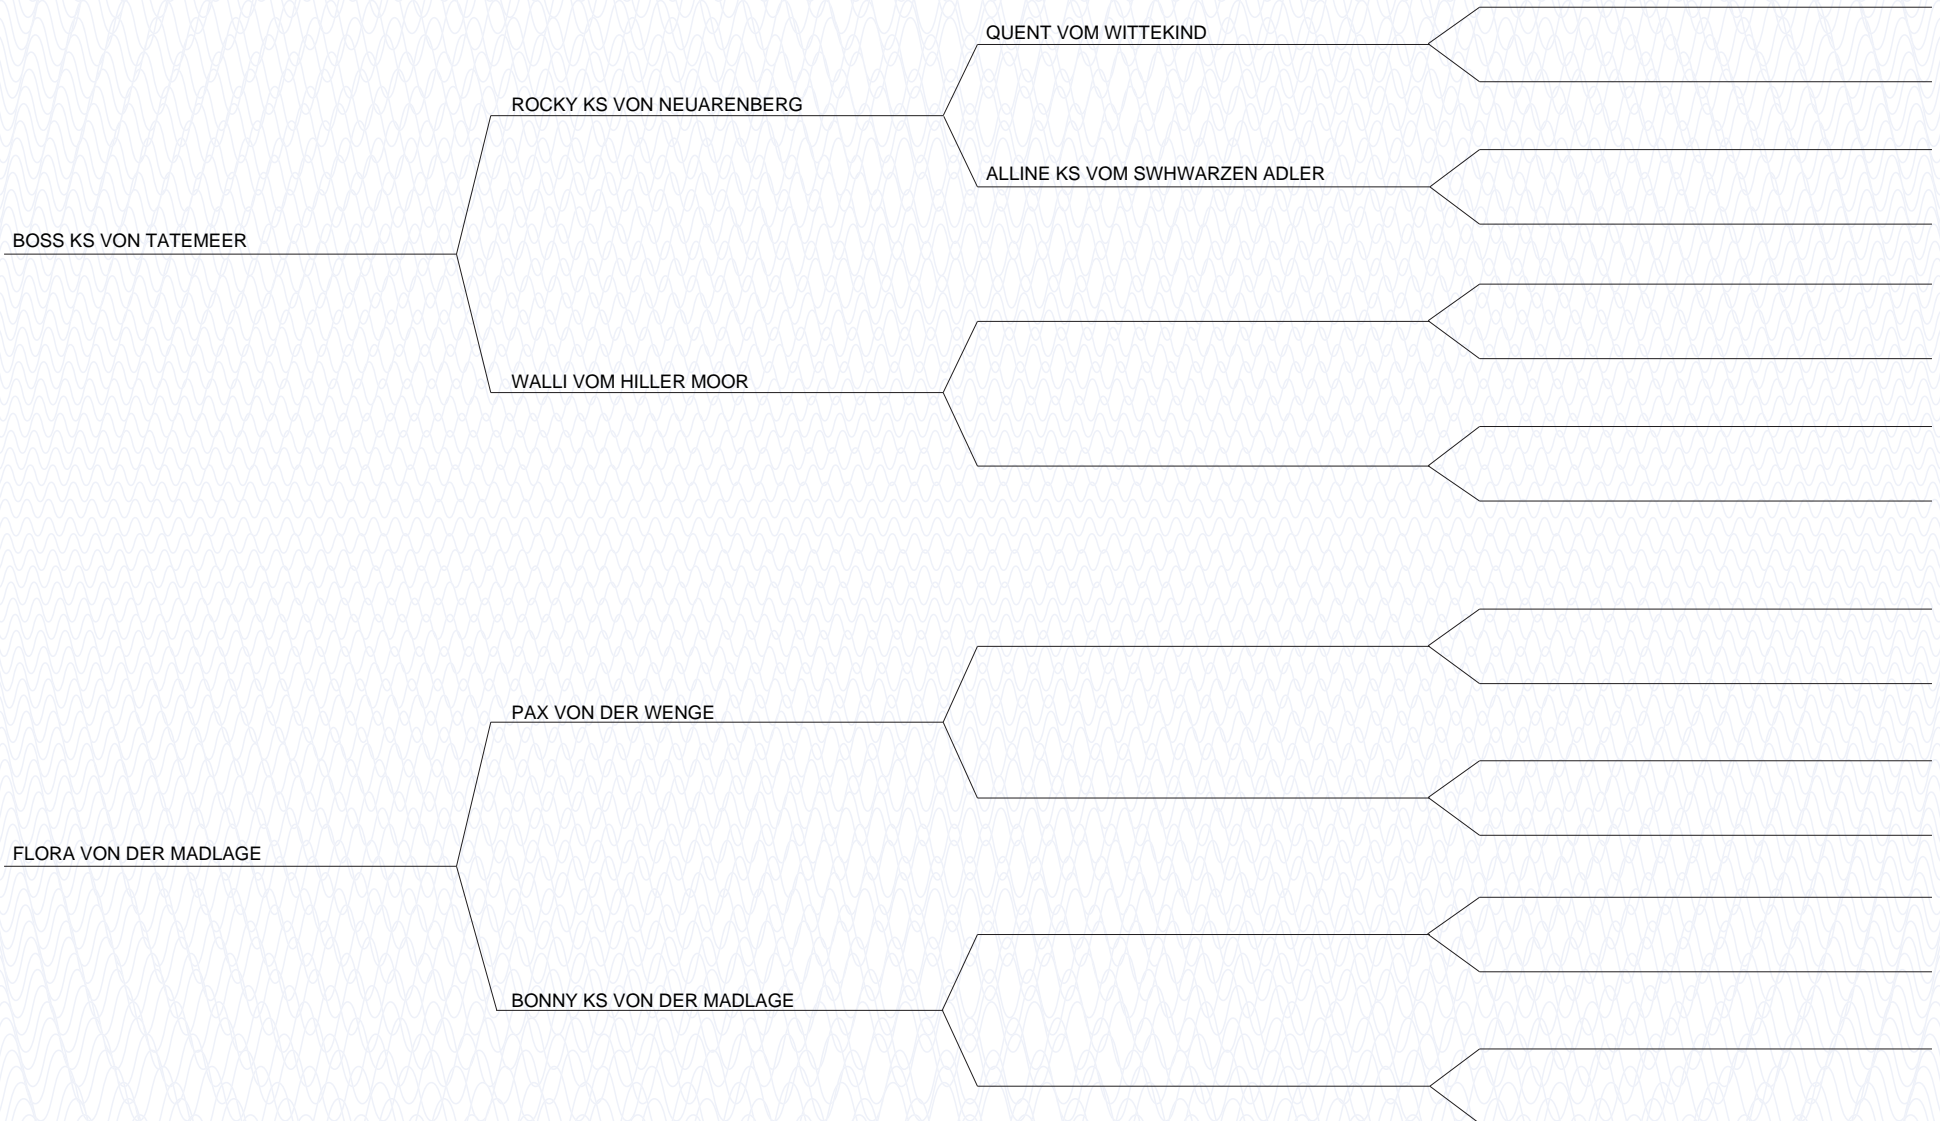 QUENT VOM WITTEKIND
ROCKY KS VON NEUARENBERG
ALLINE KS VOM SWHWARZEN ADLER
BOSS KS VON TATEMEER
WALLI VOM HILLER MOOR
PAX VON DER WENGE
FLORA VON DER MADLAGE
BONNY KS VON DER MADLAGE